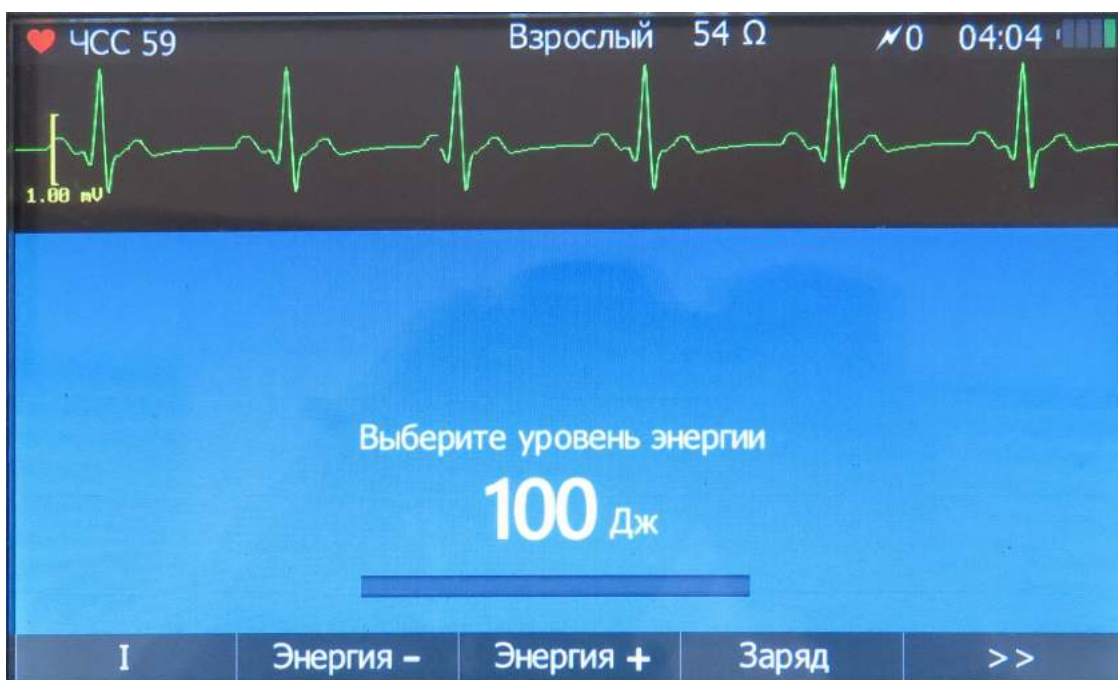 ЧСС 59 Взрослый 54 Ω 0 04:04
1.00 mV
Выберите уровень энергии
100 Дж
I Энергия – Энергия + Заряд >>